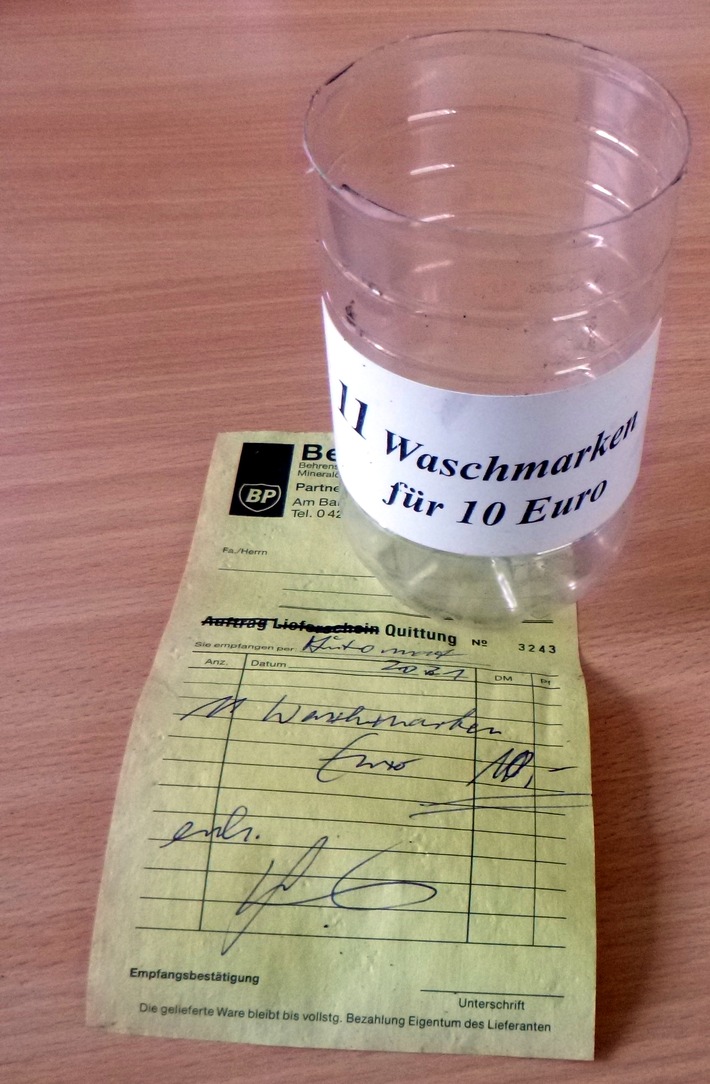 11 Waschmarken
für 10 Euro
Be
Behrens
Mineral
BP
Partne
Am Ba
Tel. 0 42
Fa./Herrn
Auftrag Lieferschein Quittung Nº 3243
Sie empfangen per
Anz. Datum 2021 DM Pf
11 Waschmarken
Euro 10,-
erh.
Empfangsbestätigung
Unterschrift
Die gelieferte Ware bleibt bis vollstg. Bezahlung Eigentum des Lieferanten